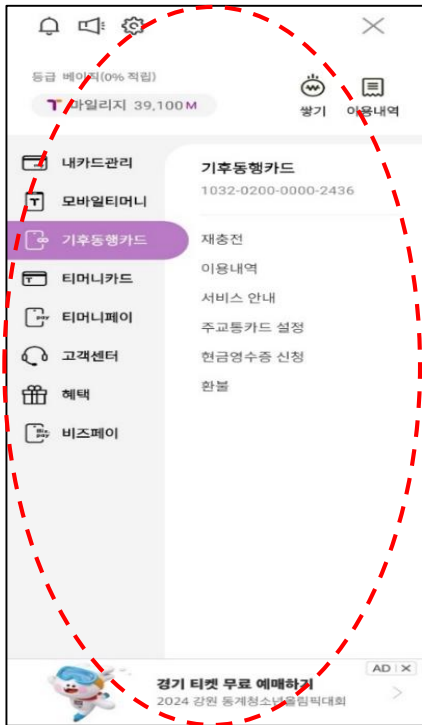 등급 베이직(0% 적립)
T 마일리지 39,100 M
쌓기
이용내역
내카드관리
모바일티머니
기후동행카드
티머니카드
티머니페이
고객센터
혜택
비즈페이
기후동행카드
1032-0200-0000-2436
재충전
이용내역
서비스 안내
주교통카드 설정
현금영수증 신청
환불
경기 티켓 무료 예매하기
2024 강원 동계청소년올림픽대회
AD X